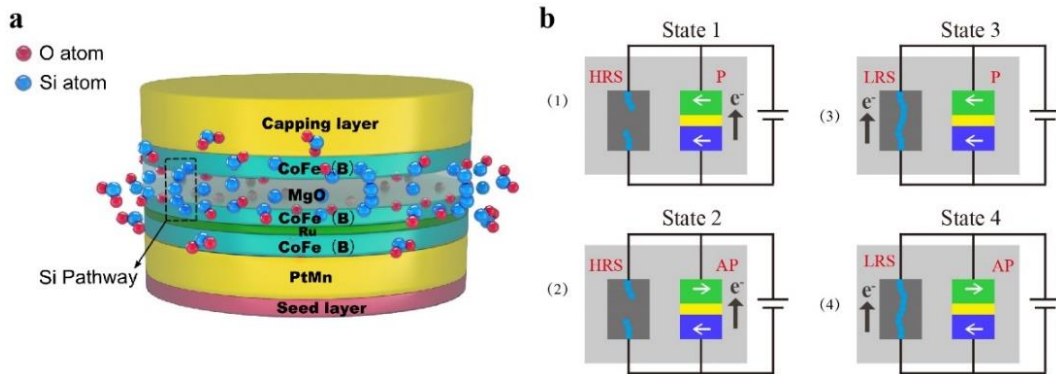 a
O atom
Si atom
Capping layer
CoFe (B)
MgO
CoFe (B)
Ru
CoFe (B)
PtMn
Seed layer
Si Pathway
b
State 1
HRS
P
(1)
e-
State 3
LRS
P
(3)
e-
State 2
HRS
AP
(2)
e-
State 4
LRS
AP
(4)
e-